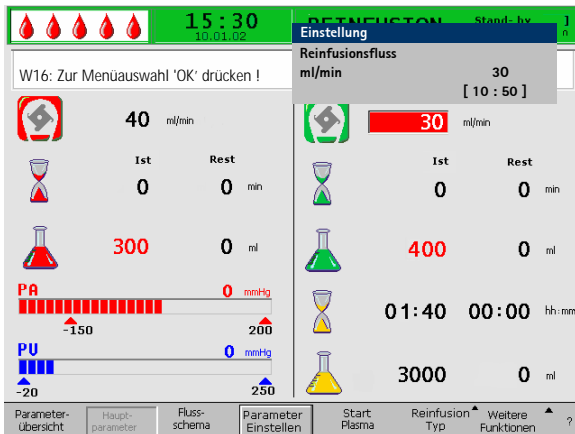 15:30
10.01.02
REINFUSION
Stand-by
Einstellung
Reinfusionsfluss
ml/min 30
[ 10 : 50 ]
W16: Zur Menüauswahl 'OK' drücken !
40 ml/min
30 ml/min
Ist Rest
0 0 min
Ist Rest
0 0 min
300 0 ml
400 0 ml
PA 0 mmHg
-150 200
01:40 00:00 hh:mm
PV 0 mmHg
-20 250
3000 0 ml
Parameter-
übersicht
Haupt-
parameter
Fluss-
schema
Parameter
Einstellen
Start
Plasma
Reinfusion
Typ
Weitere
Funktionen
?